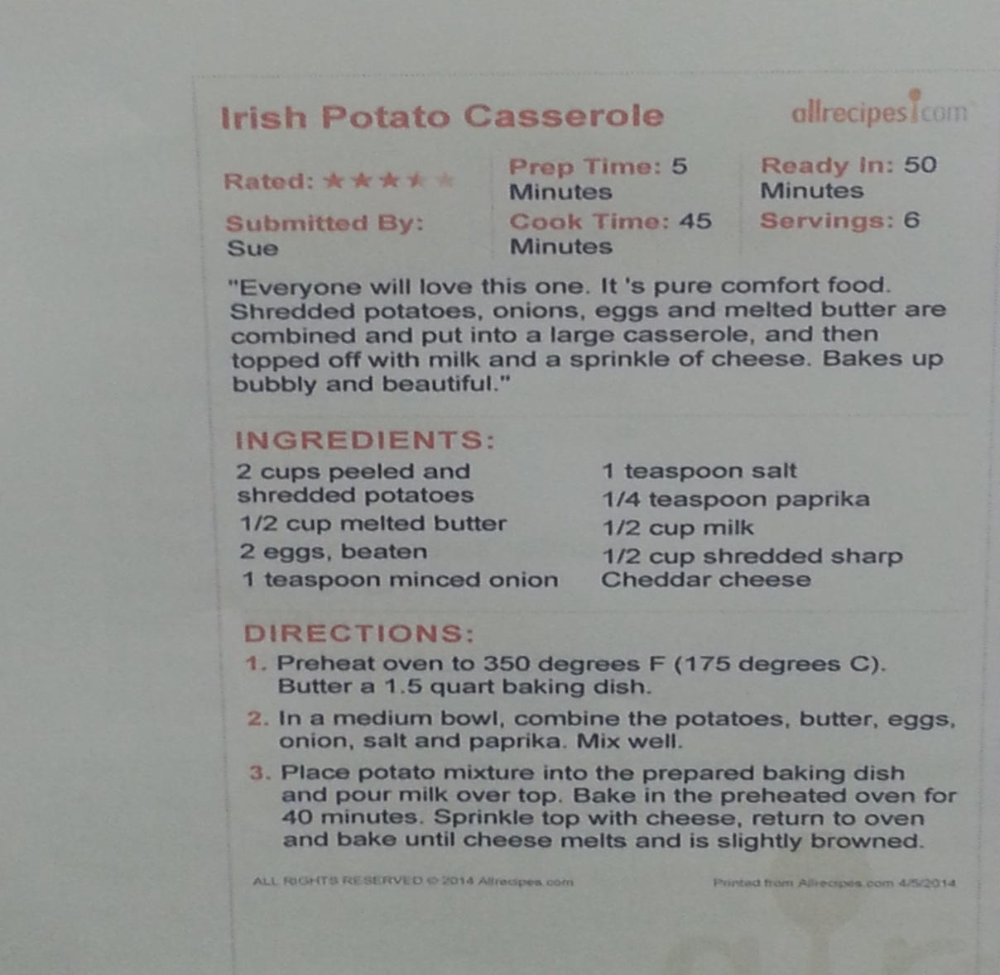 Irish Potato Casserole
allrecipes.com
Rated:
Submitted By:
Sue
Prep Time: 5
Minutes
Cook Time: 45
Minutes
Ready In: 50
Minutes
Servings: 6
"Everyone will love this one. It 's pure comfort food.
Shredded potatoes, onions, eggs and melted butter are
combined and put into a large casserole, and then
topped off with milk and a sprinkle of cheese. Bakes up
bubbly and beautiful."
INGREDIENTS:
2 cups peeled and
shredded potatoes
1/2 cup melted butter
2 eggs, beaten
1 teaspoon minced onion
1 teaspoon salt
1/4 teaspoon paprika
1/2 cup milk
1/2 cup shredded sharp
Cheddar cheese
DIRECTIONS:
1. Preheat oven to 350 degrees F (175 degrees C).
Butter a 1.5 quart baking dish.
2. In a medium bowl, combine the potatoes, butter, eggs,
onion, salt and paprika. Mix well.
3. Place potato mixture into the prepared baking dish
and pour milk over top. Bake in the preheated oven for
40 minutes. Sprinkle top with cheese, return to oven
and bake until cheese melts and is slightly browned.
ALL RIGHTS RESERVED © 2014 Allrecipes.com
Printed from Allrecipes.com 4/5/2014